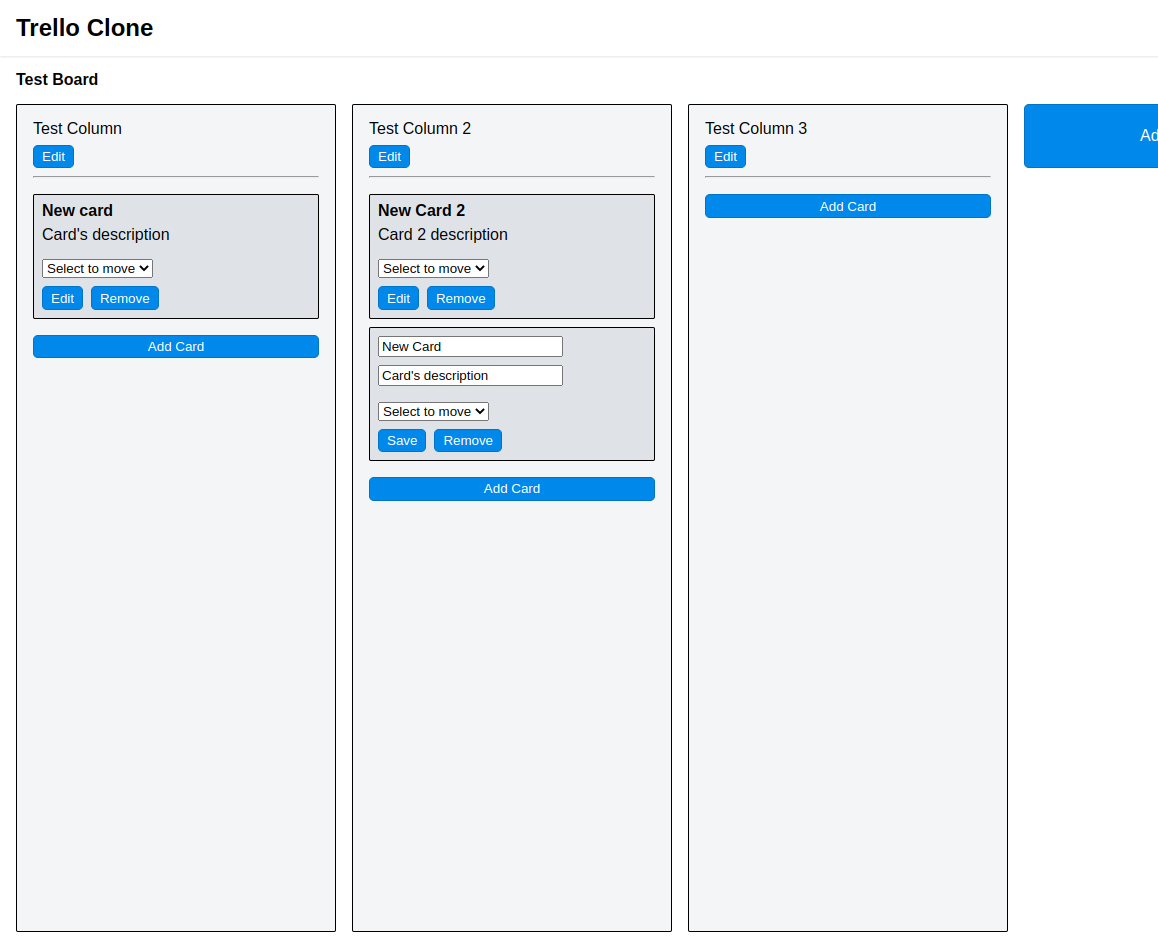 Trello Clone
Test Board
Test Column
Edit
New card
Card's description
Select to move
Edit Remove
Add Card
Test Column 2
Edit
New Card 2
Card 2 description
Select to move
Edit Remove
New Card
Card's description
Select to move
Save Remove
Add Card
Test Column 3
Edit
Add Card
Ad